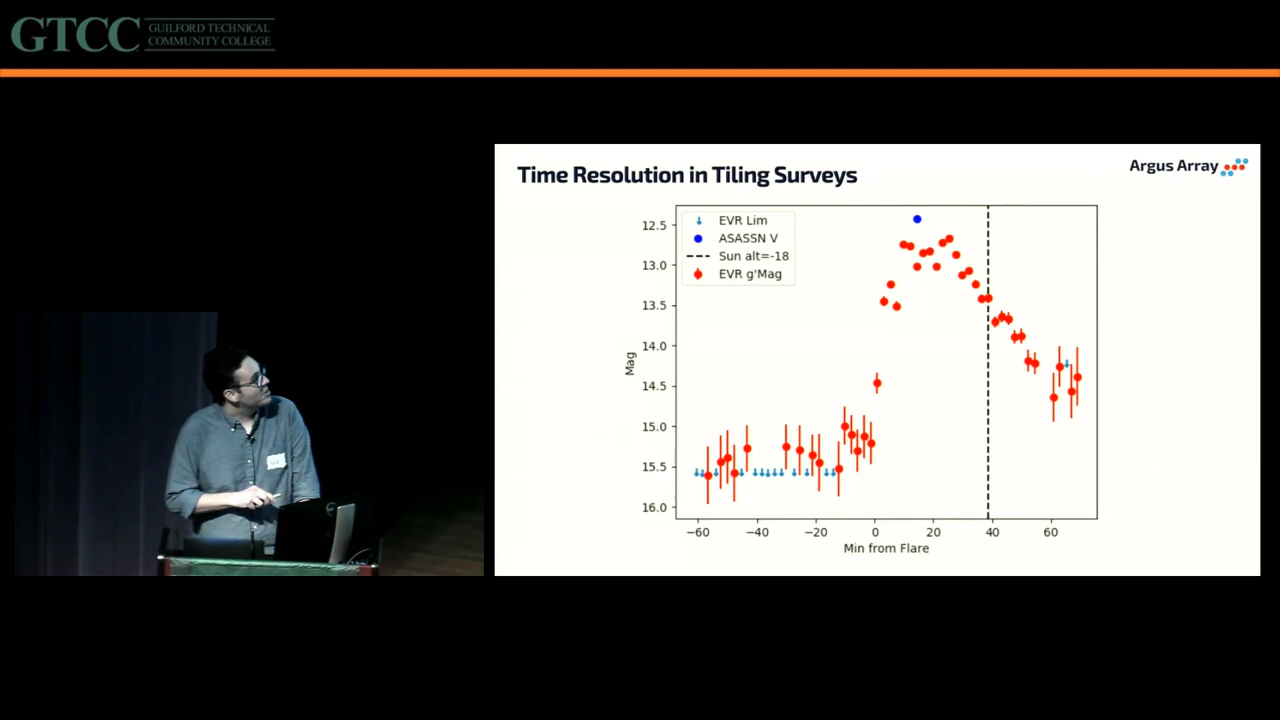 GTCC
GUILFORD TECHNICAL
COMMUNITY COLLEGE
Time Resolution in Tiling Surveys
Argus Array
EVR Lim
ASASSN V
Sun alt=-18
EVR g'Mag
12.5
13.0
13.5
14.0
14.5
15.0
15.5
16.0
Mag
−60
−40
−20
0
20
40
60
Min from Flare